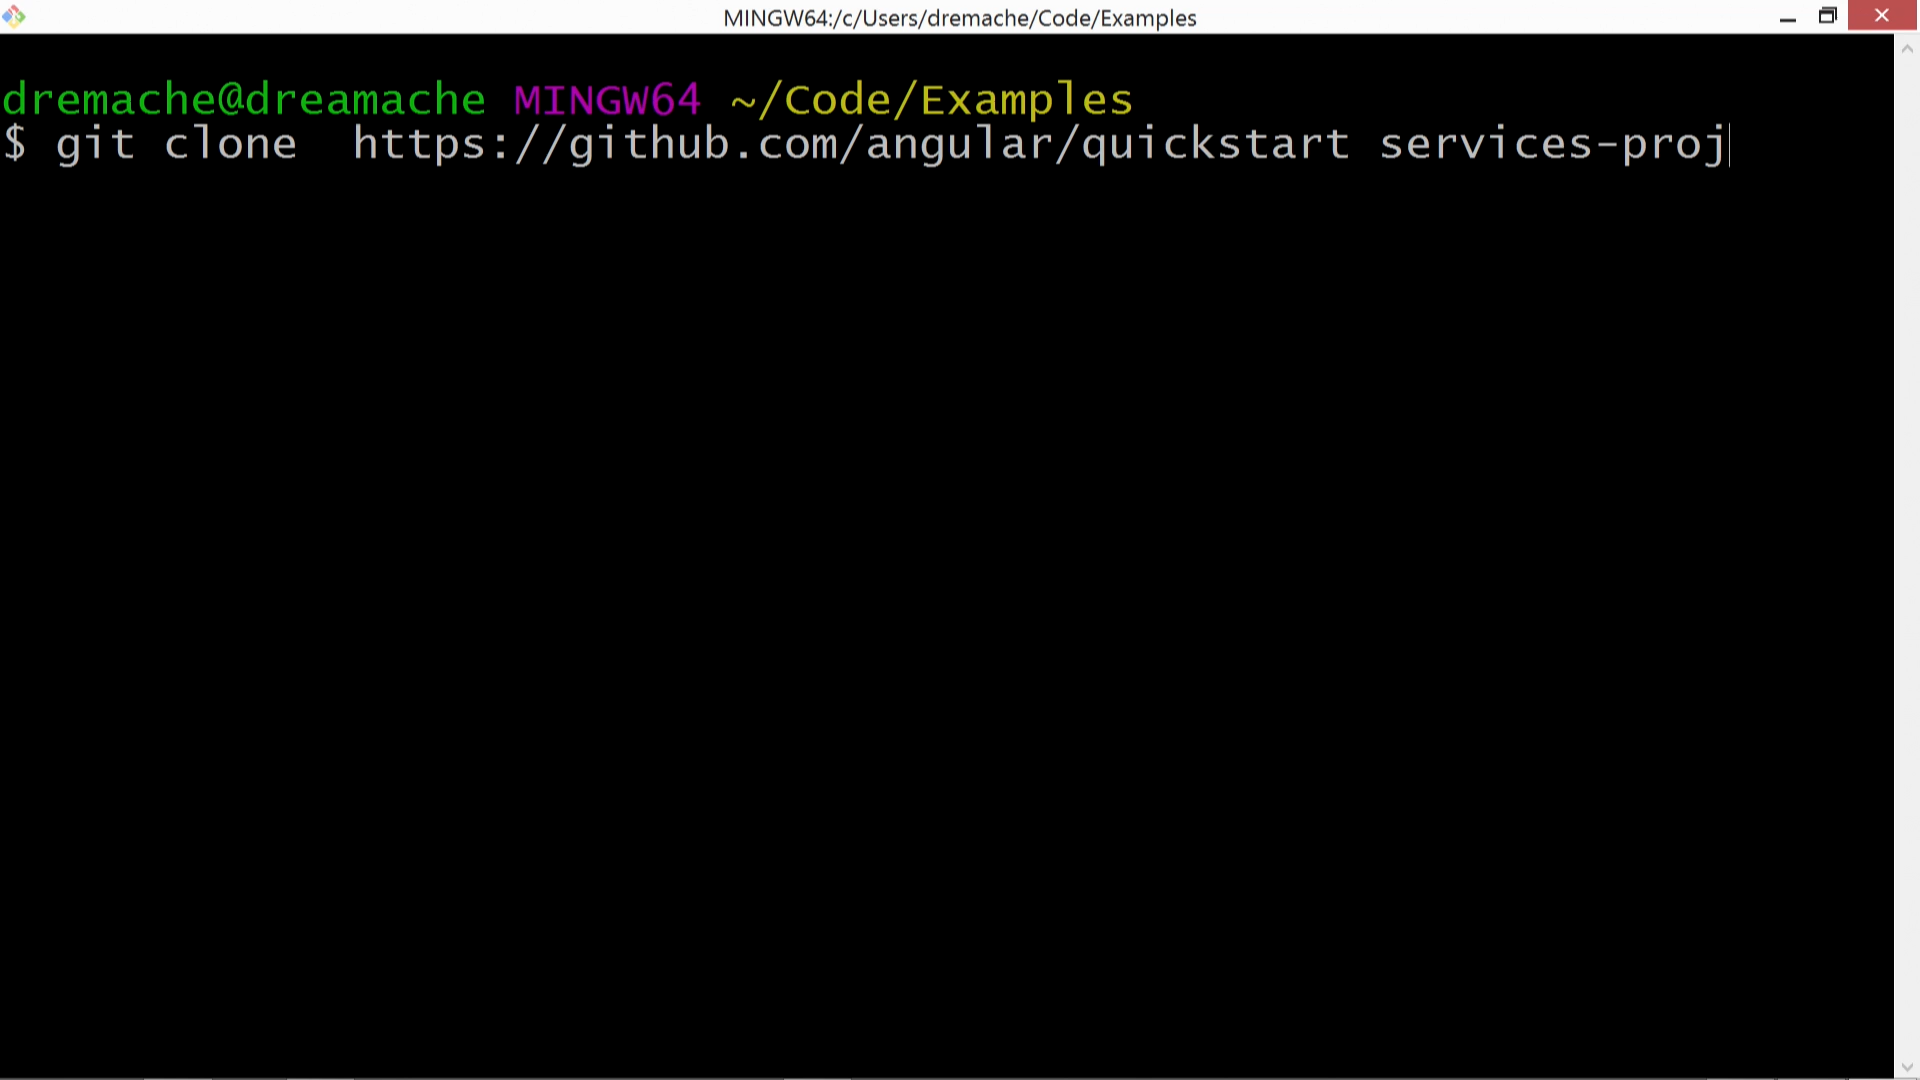 MINGW64:/c/Users/dremache/Code/Examples
dremache@dreamache MINGW64 ~/Code/Examples
$ git clone  https://github.com/angular/quickstart services-proj